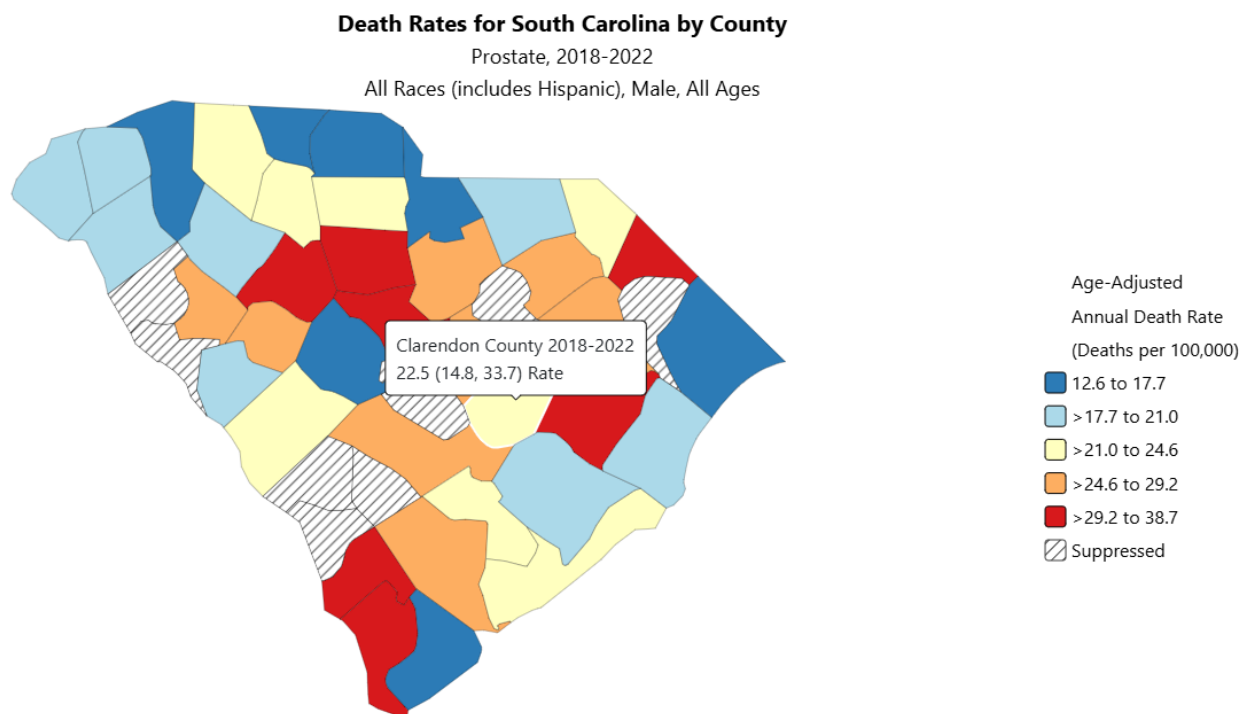 Death Rates for South Carolina by County
Prostate, 2018-2022
All Races (includes Hispanic), Male, All Ages
Clarendon County 2018-2022
22.5 (14.8, 33.7) Rate
Age-Adjusted
Annual Death Rate
(Deaths per 100,000)
12.6 to 17.7
>17.7 to 21.0
>21.0 to 24.6
>24.6 to 29.2
>29.2 to 38.7
Suppressed